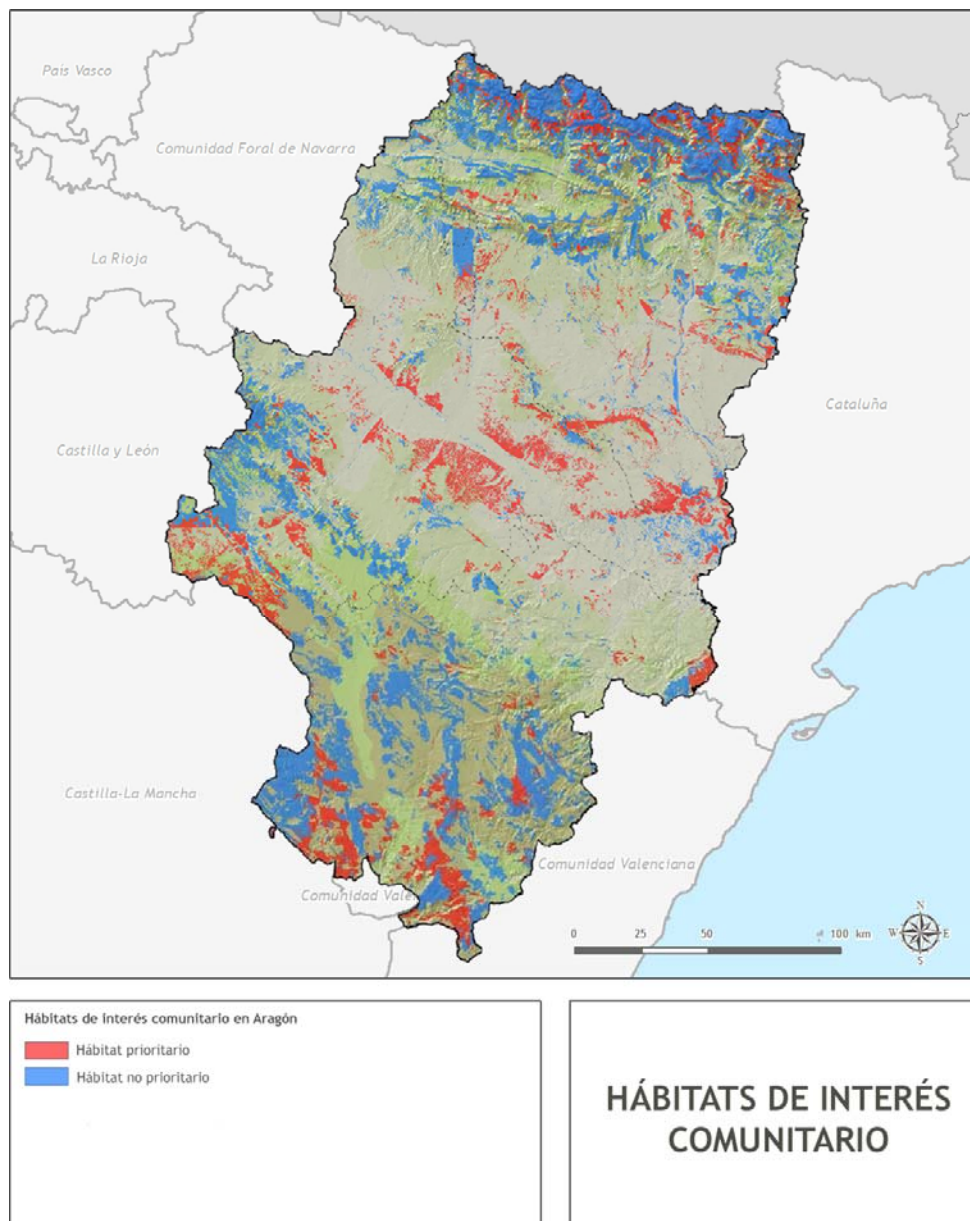 País Vasco
Comunidad Foral de Navarra
La Rioja
Cataluña
Castilla y León
Castilla-La Mancha
Comunidad Valenciana
Comunidad Valen
N
W
E
S
0
25
50
100 km
Hábitats de interés comunitario en Aragón
Hábitat prioritario
Hábitat no prioritario
HÁBITATS DE INTERÉS
COMUNITARIO